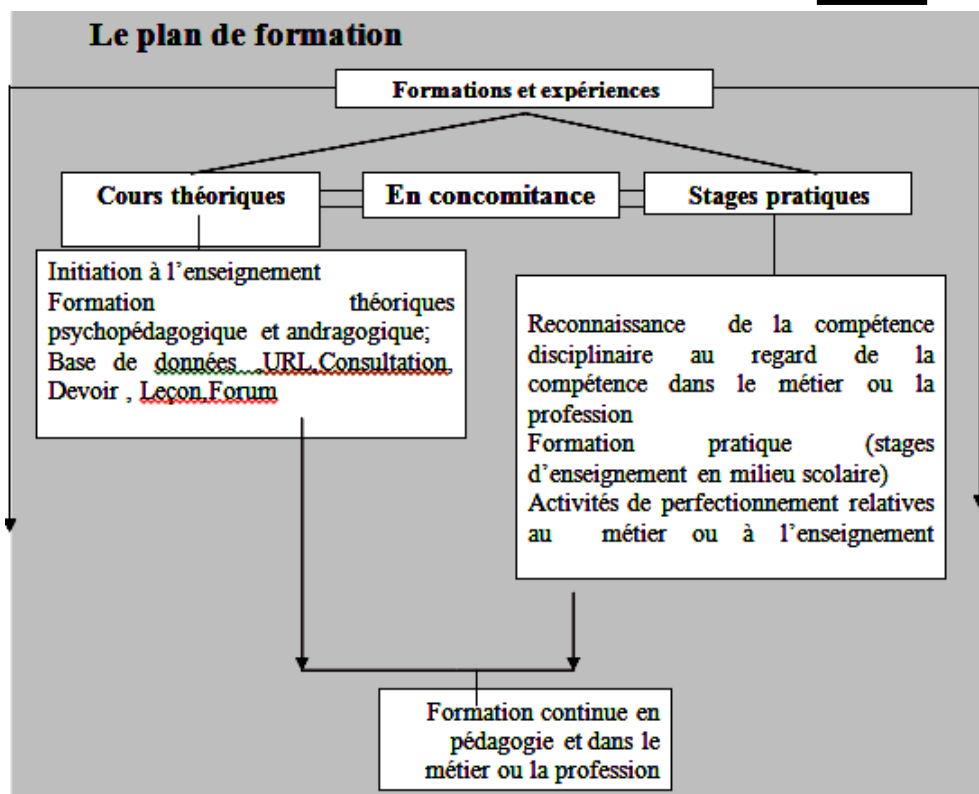 Le plan de formation
Formations et expériences
Cours théoriques
En concomitance
Stages pratiques
Initiation à l’enseignement
Formation théoriques
psychopédagogique et andragogique;
Base de données ,URL,Consultation,
Devoir , Leçon,Forum
Reconnaissance de la compétence
disciplinaire au regard de la
compétence dans le métier ou la
profession
Formation pratique (stages
d’enseignement en milieu scolaire)
Activités de perfectionnement relatives
au métier ou à l’enseignement
Formation continue en
pédagogie et dans le
métier ou la profession